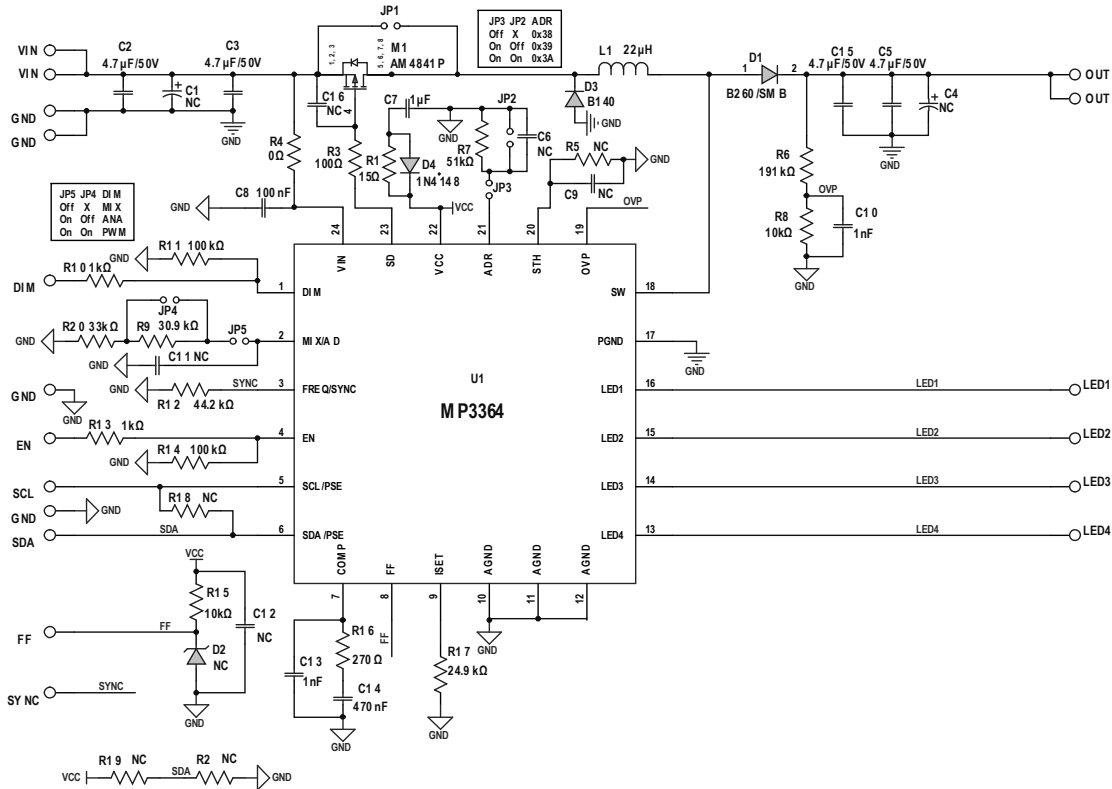 JP1
JP3 JP2 ADR
Off X 0x38
On Off 0x39
On On 0x3A
VIN
VIN
GND
GND
C2
4.7µF/50V
C1
NC
C3
4.7µF/50V
GND
1, 2, 3
5, 6, 7, 8
4
M1
AM4841P
C16
NC
L1 22µH
D3
B140
GND
D1
1 2
B260/SMB
C15 C5
4.7µF/50V 4.7µF/50V
C4
NC
GND
OUT
OUT
R4
0Ω
R3
100Ω
C7 1µF
R1
15Ω
D4
1N4148
VCC
GND
R7
51kΩ
JP2
C6
NC
JP3
R5 NC
C9 NC
GND
OVP
R6
191kΩ
OVP
R8
10kΩ
C10
1nF
GND
C8 100nF
GND
JP5 JP4 DIM
Off X MIX
On Off ANA
On On PWM
24 23 22 21 20 19
VIN SD VCC ADR STH OVP
R11 100kΩ
GND
R10 1kΩ
DIM
1 DIM
SW 18
JP4
R20 33kΩ R9 30.9kΩ JP5
GND
C11 NC
GND
2 MIX/AD
PGND 17
GND
GND
SYNC
R12 44.2kΩ
3 FREQ/SYNC
U1
MP3364
LED1 16 LED1 LED1
GND
GND
R13 1kΩ
EN
4 EN
LED2 15 LED2 LED2
GND
R14 100kΩ
SCL
5 SCL/PSE
LED3 14 LED3 LED3
R18 NC
GND
GND
SDA
SDA
6 SDA/PSE
LED4 13 LED4 LED4
COMP FF ISET AGND AGND AGND
7 8 9 10 11 12
VCC
R15
10kΩ
C12
NC
FF
FF
D2
NC
GND
FF
R16
270Ω
C13
1nF
C14
470nF
GND
R17
24.9kΩ
GND
GND
SYNC
SYNC
VCC
R19 NC
SDA
R2 NC
GND